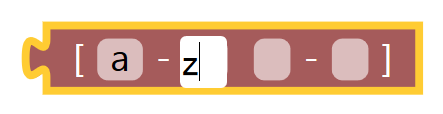 [ a - z - ]